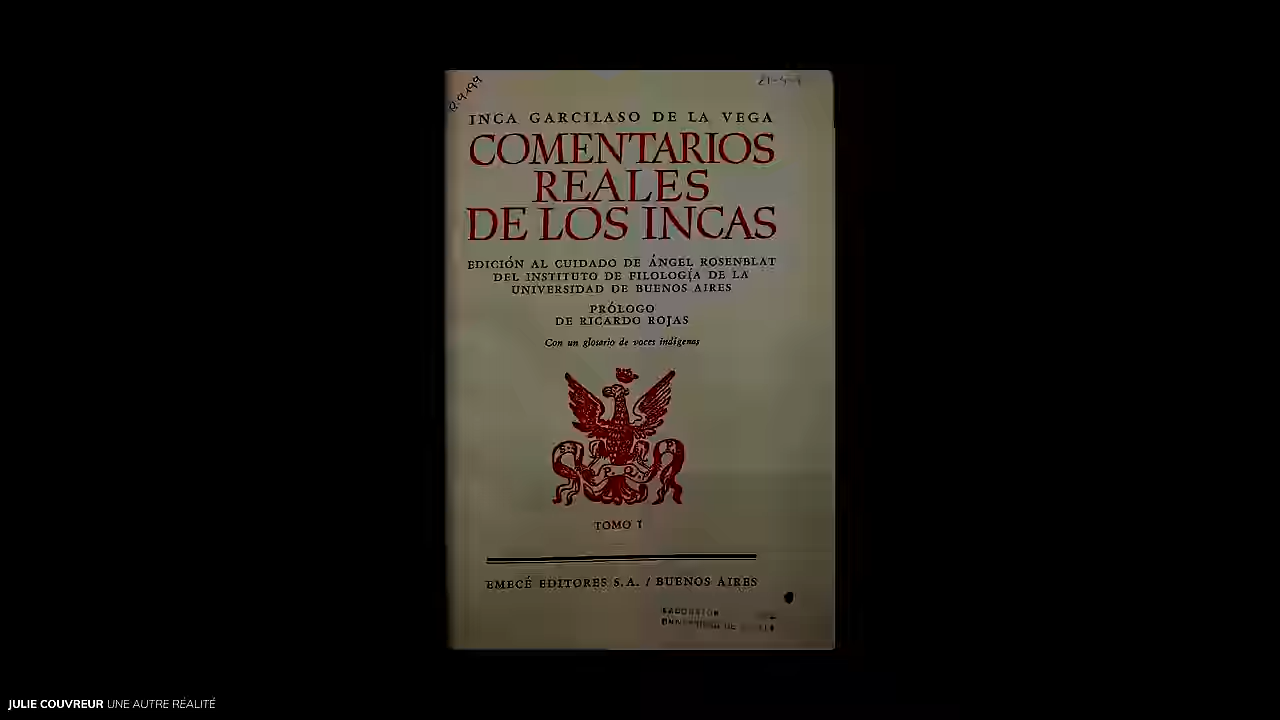 INCA GARCILASO DE LA VEGA
COMENTARIOS
REALES
DE LOS INCAS
EDICIÓN AL CUIDADO DE ÁNGEL ROSENBLAT
DEL INSTITUTO DE FILOLOGÍA DE LA
UNIVERSIDAD DE BUENOS AIRES
PRÓLOGO
DE RICARDO ROJAS
Con un glosario de voces indígenas
TOMO I
EMECÉ EDITORES S.A. / BUENOS AIRES
JULIE COUVREUR UNE AUTRE RÉALITÉ